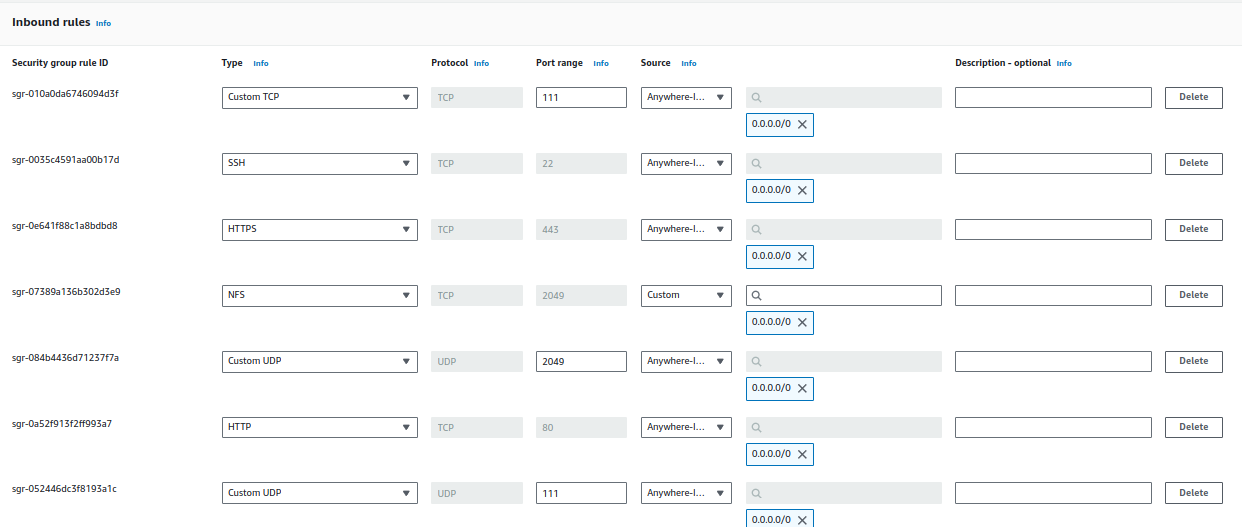 Inbound rules Info
Security group rule ID Type Info Protocol Info Port range Info Source Info Description - optional Info
sgr-010a0da6746094d3f Custom TCP TCP 111 Anywhere-I... Delete
0.0.0.0/0
sgr-0035c4591aa00b17d SSH TCP 22 Anywhere-I... Delete
0.0.0.0/0
sgr-0e641f88c1a8bdbd8 HTTPS TCP 443 Anywhere-I... Delete
0.0.0.0/0
sgr-07389a136b302d3e9 NFS TCP 2049 Custom Delete
0.0.0.0/0
sgr-084b4436d71237f7a Custom UDP UDP 2049 Anywhere-I... Delete
0.0.0.0/0
sgr-0a52f913f2ff993a7 HTTP TCP 80 Anywhere-I... Delete
0.0.0.0/0
sgr-052446dc3f8193a1c Custom UDP UDP 111 Anywhere-I... Delete
0.0.0.0/0